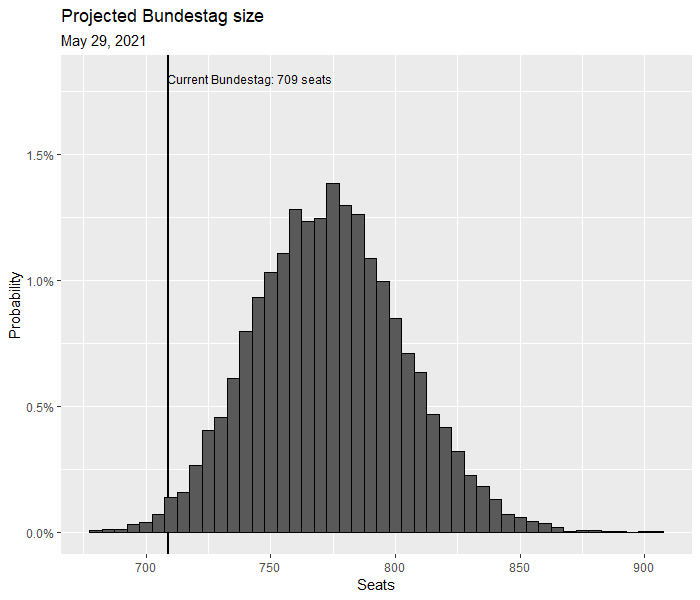 Projected Bundestag size
May 29, 2021
Current Bundestag: 709 seats
1.5%
1.0%
0.5%
0.0%
Probability
700
750
800
850
900
Seats